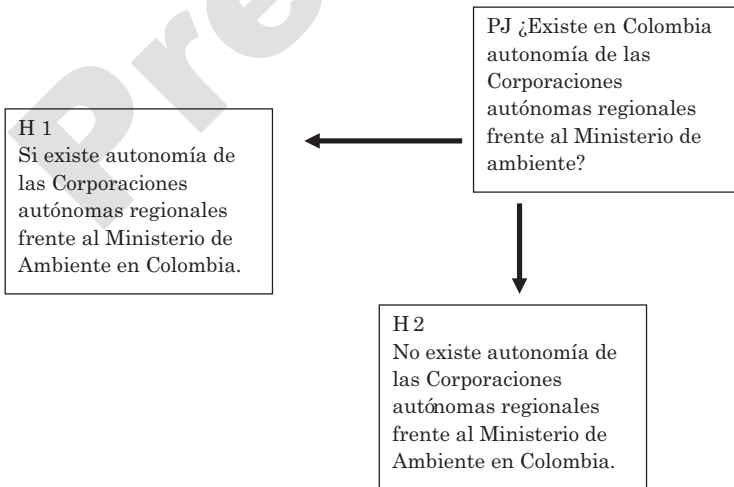 PJ ¿Existe en Colombia
autonomía de las
Corporaciones
autónomas regionales
frente al Ministerio de
ambiente?
H 1
Si existe autonomía de
las Corporaciones
autónomas regionales
frente al Ministerio de
Ambiente en Colombia.
H 2
No existe autonomía de
las Corporaciones
autónomas regionales
frente al Ministerio de
Ambiente en Colombia.
Pre